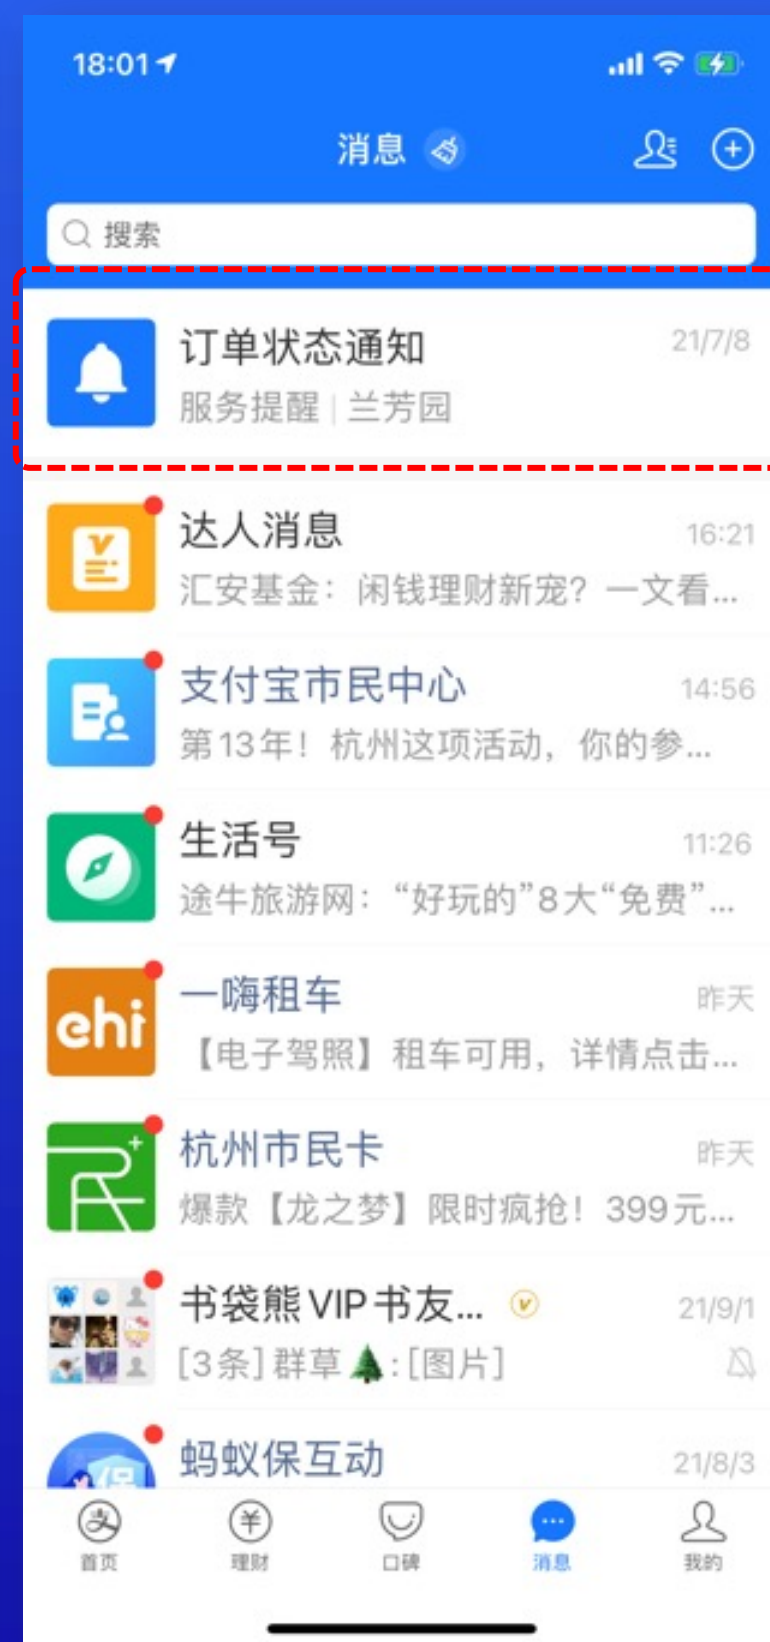 18:01
消息
搜索
订单状态通知 21/7/8
服务提醒 | 兰芳园
达人消息 16:21
汇安基金：闲钱理财新宠？一文看...
支付宝市民中心 14:56
第13年！杭州这项活动，你的参...
生活号 11:26
途牛旅游网：“好玩的”8大“免费”...
ehi
一嗨租车 昨天
【电子驾照】租车可用，详情点击...
杭州市民卡 昨天
爆款【龙之梦】限时疯抢！399元...
书袋熊VIP书友... 21/9/1
[3条]群草🌲:[图片]
保
蚂蚁保互动 21/8/3
首页 理财 口碑 消息 我的